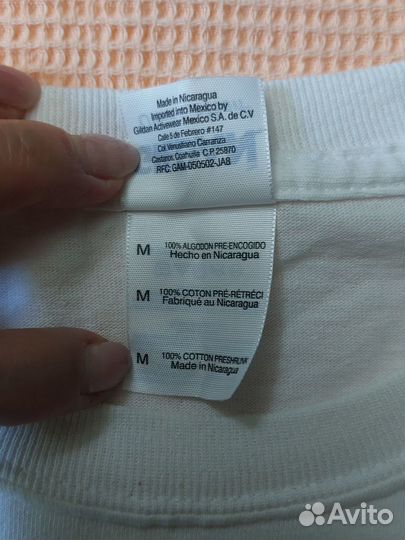 Made in Nicaragua
Imported into Mexico by
Gildan Activewear Mexico S.A. de C.V
Calle 5 de Febrero #147
Col. Venustiano Carranza
Castanos: Coahuila C.P. 25870
RFC: GAM-050502-JA8
M 100% ALGODON PRE-ENCOGIDO
Hecho en Nicaragua
M 100% COTON PRÉ-RÉTRÉCI
Fabriqué au Nicaragua
M 100% COTTON PRESHRUNK
Made in Nicaragua
Avito